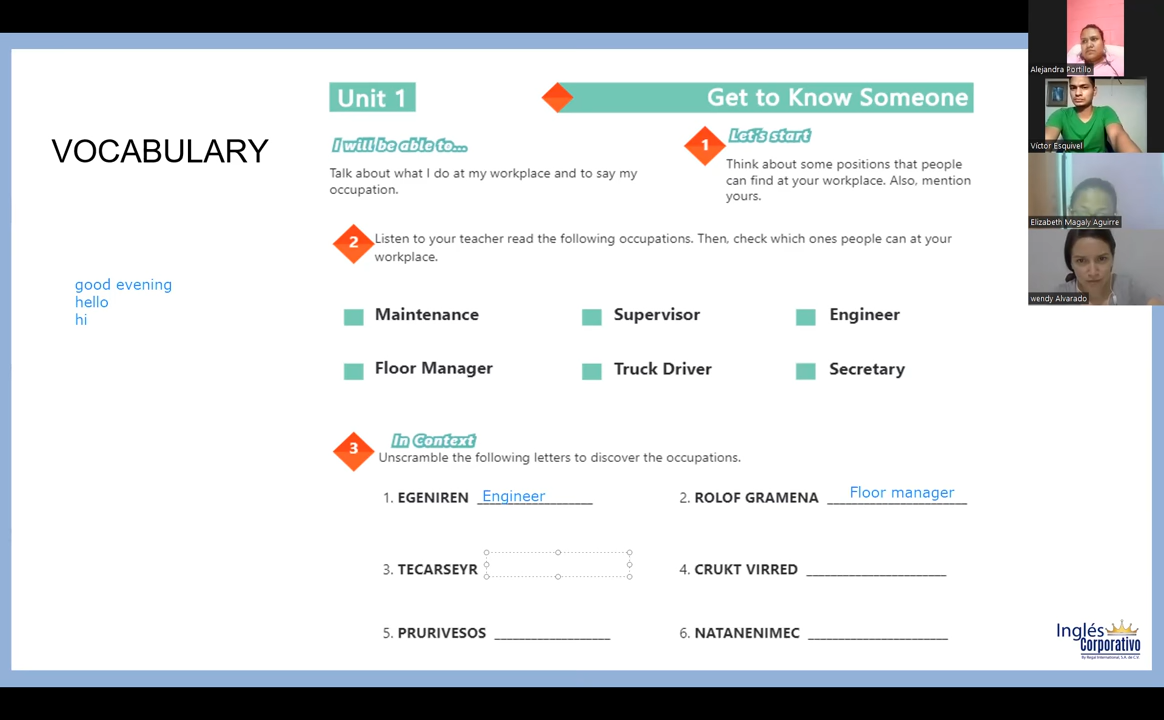 Unit 1
Get to Know Someone
VOCABULARY
I will be able to...
Talk about what I do at my workplace and to say my
occupation.
1
Let's start
Think about some positions that people
can find at your workplace. Also, mention
yours.
2
Listen to your teacher read the following occupations. Then, check which ones people can at your
workplace.
good evening
hello
hi
Maintenance
Supervisor
Engineer
Floor Manager
Truck Driver
Secretary
3
In Context
Unscramble the following letters to discover the occupations.
1. EGENIREN Engineer
2. ROLOF GRAMENA Floor manager
3. TECARSEYR
4. CRUKT VIRRED
5. PRURIVESOS
6. NATANENIMEC
Inglés
Corporativo
By Regal International, S.A. de C.V.
Alejandra Portillo
Víctor Esquivel
Elizabeth Magaly Aguirre
wendy Alvarado